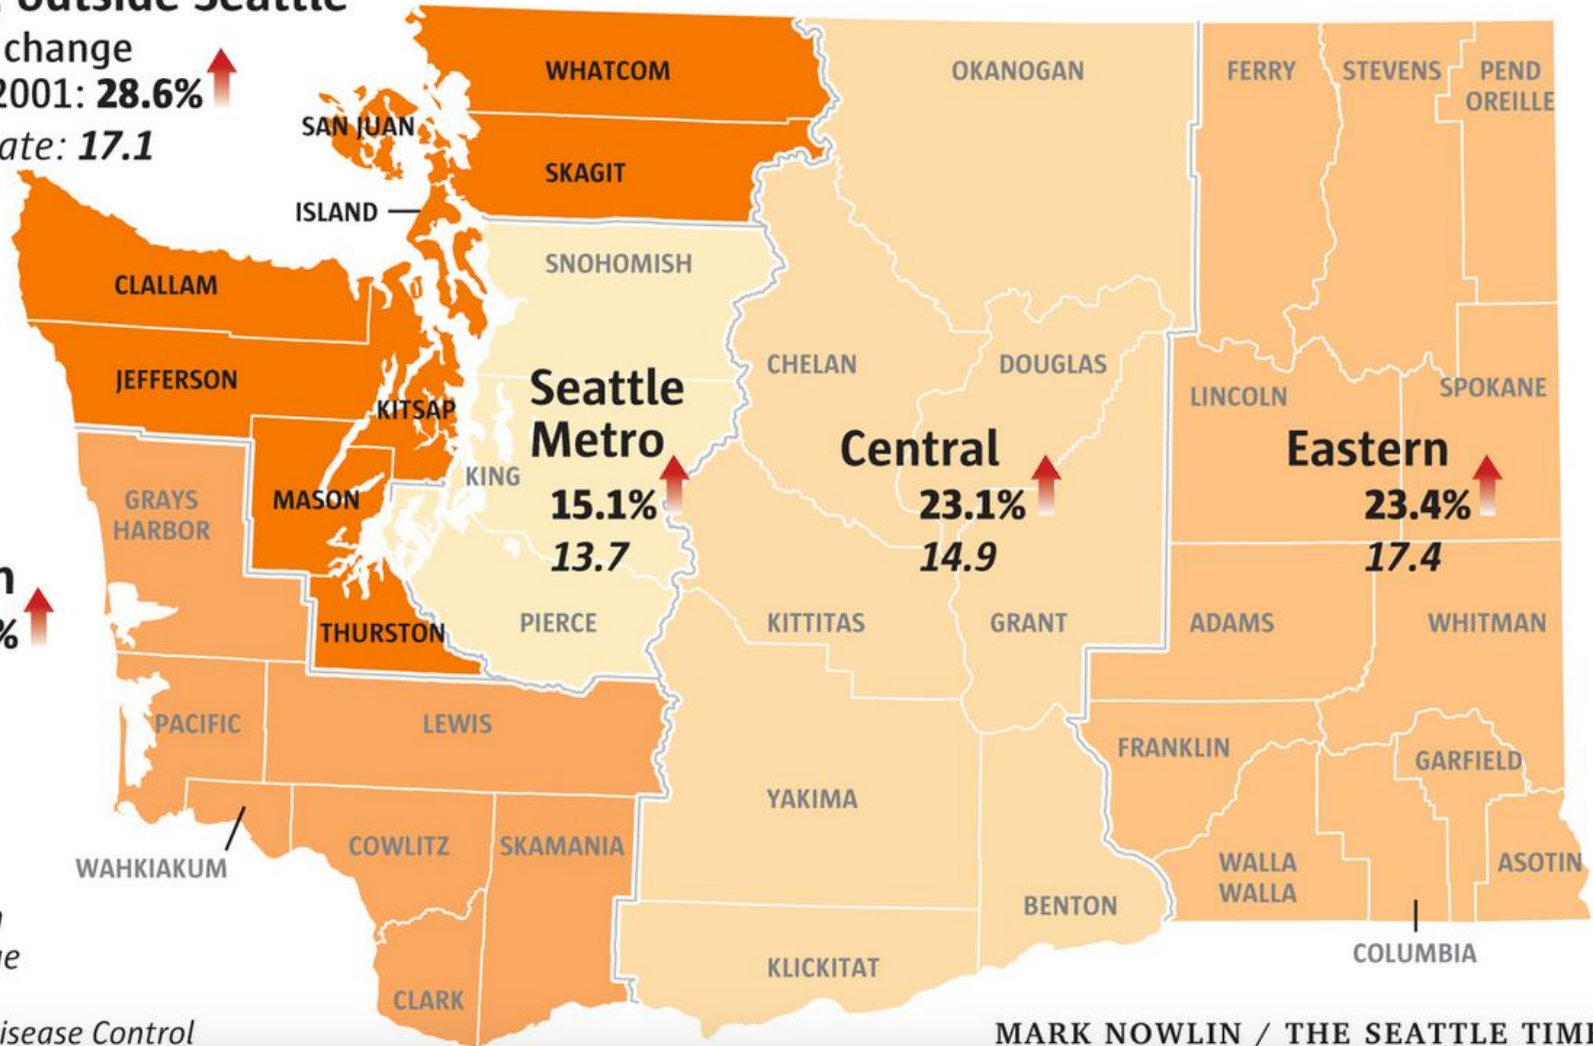 outside Seattle
change
2001: 28.6%
ate: 17.1
WHATCOM
OKANOGAN
FERRY
STEVENS
PEND
OREILLE
SAN JUAN
SKAGIT
ISLAND
SNOHOMISH
CLALLAM
JEFFERSON
KITSAP
CHELAN
DOUGLAS
LINCOLN
SPOKANE
Seattle
Metro
15.1%
13.7
KING
Central
23.1%
14.9
Eastern
23.4%
17.4
GRAYS
HARBOR
MASON
n
%
THURSTON
PIERCE
KITTITAS
GRANT
ADAMS
WHITMAN
PACIFIC
LEWIS
YAKIMA
FRANKLIN
GARFIELD
WAHKIAKUM
COWLITZ
SKAMANIA
BENTON
WALLA
WALLA
ASOTIN
COLUMBIA
KLICKITAT
CLARK
isease Control
MARK NOWLIN / THE SEATTLE TIM